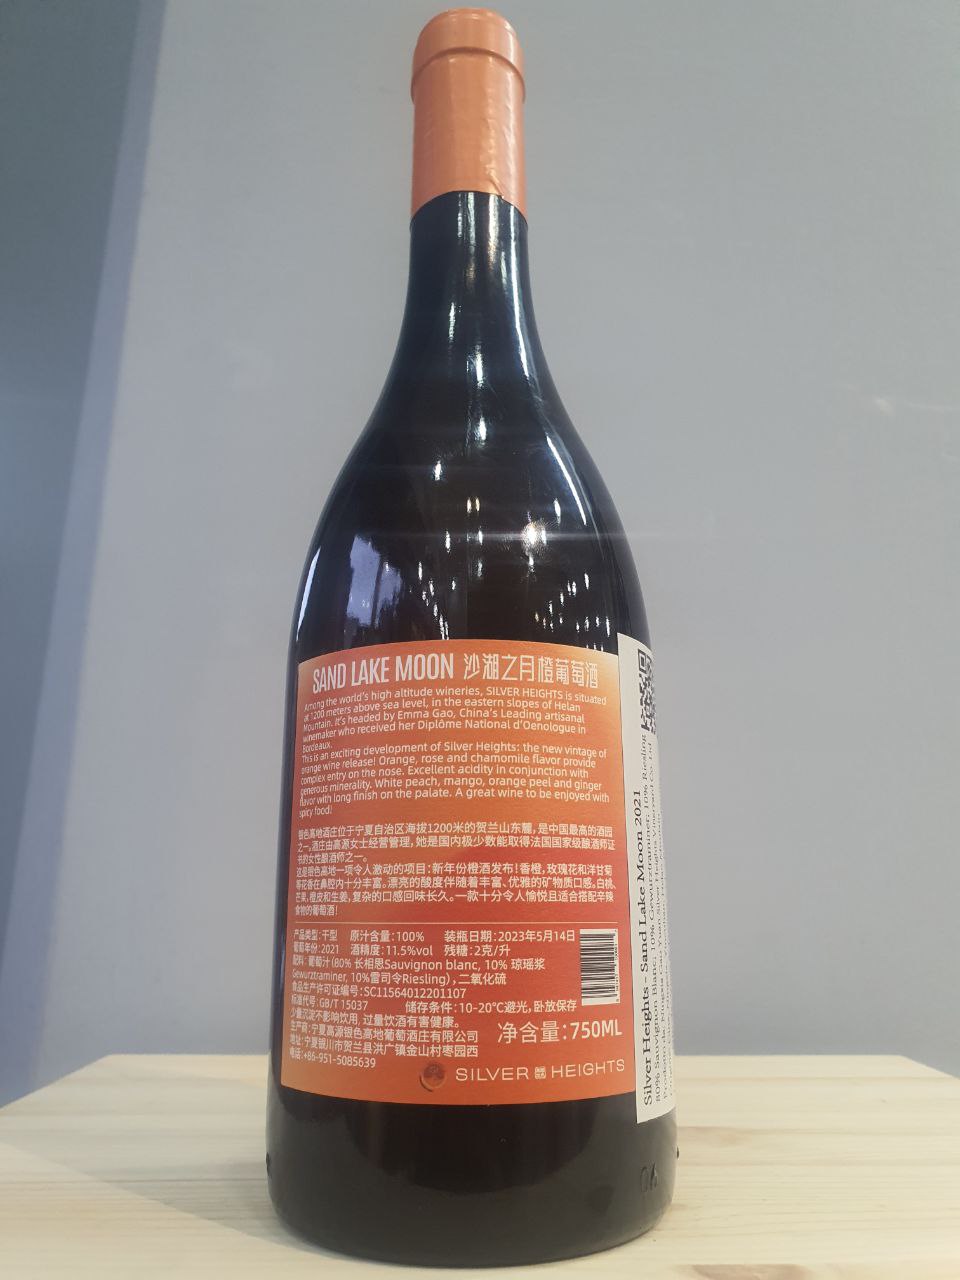 SAND LAKE MOON 沙湖之月橙葡萄酒
Among the world's high altitude wineries, SILVER HEIGHTS is situated
at 1200 meters above sea level, in the eastern slopes of Helan
Mountain. It's headed by Emma Gao, China's Leading artisanal
winemaker who received her Diplôme National d'Oenologue in
Bordeaux.
This is an exciting development of Silver Heights: the new vintage of
orange wine release! Orange, rose and chamomile flavor provide
complex entry on the nose. Excellent acidity in conjunction with
generous minerality. White peach, mango, orange peel and ginger
flavor with long finish on the palate. A great wine to be enjoyed with
spicy food!
银色高地酒庄位于宁夏自治区海拔1200米的贺兰山东麓，是中国最高的酒园
之一，酒庄由高源女士经营管理，她是国内极少数能取得法国国家级酿酒师证
书的女性酿酒师之一。
这是银色高地一项令人激动的项目：新年份橙酒发布！香橙，玫瑰花和洋甘菊
等花香在鼻腔内十分丰富。漂亮的酸度伴随着丰富、优雅的矿物质口感。白桃、
芒果，橙皮和生姜，复杂的口感回味长久。一款十分令人愉悦且适合搭配辛辣
食物的葡萄酒！
产品类型：干型 原汁含量：100% 装瓶日期：2023年5月14日
葡萄年份：2021 酒精度：11.5%vol 残糖：2克/升
配料：葡萄汁（80% 长相思Sauvignon blanc, 10% 琼瑶浆
Gewurztraminer, 10%雷司令Riesling），二氧化硫
食品生产许可证编号：SC11564012201107
标准代号：GB/T 15037 储存条件：10-20℃避光，卧放保存
少量沉淀不影响饮用，过量饮酒有害健康。
生产商：宁夏高源银色高地葡萄酒庄有限公司
地址：宁夏银川市贺兰县洪广镇金山村枣园西
电话：+86-951-5085639
净含量：750ML
SILVER HEIGHTS
Silver Heights – Sand Lake Moon 2021
80% Sauvignon Blanc, 10% Gewurztraminer, 10% Riesling
06